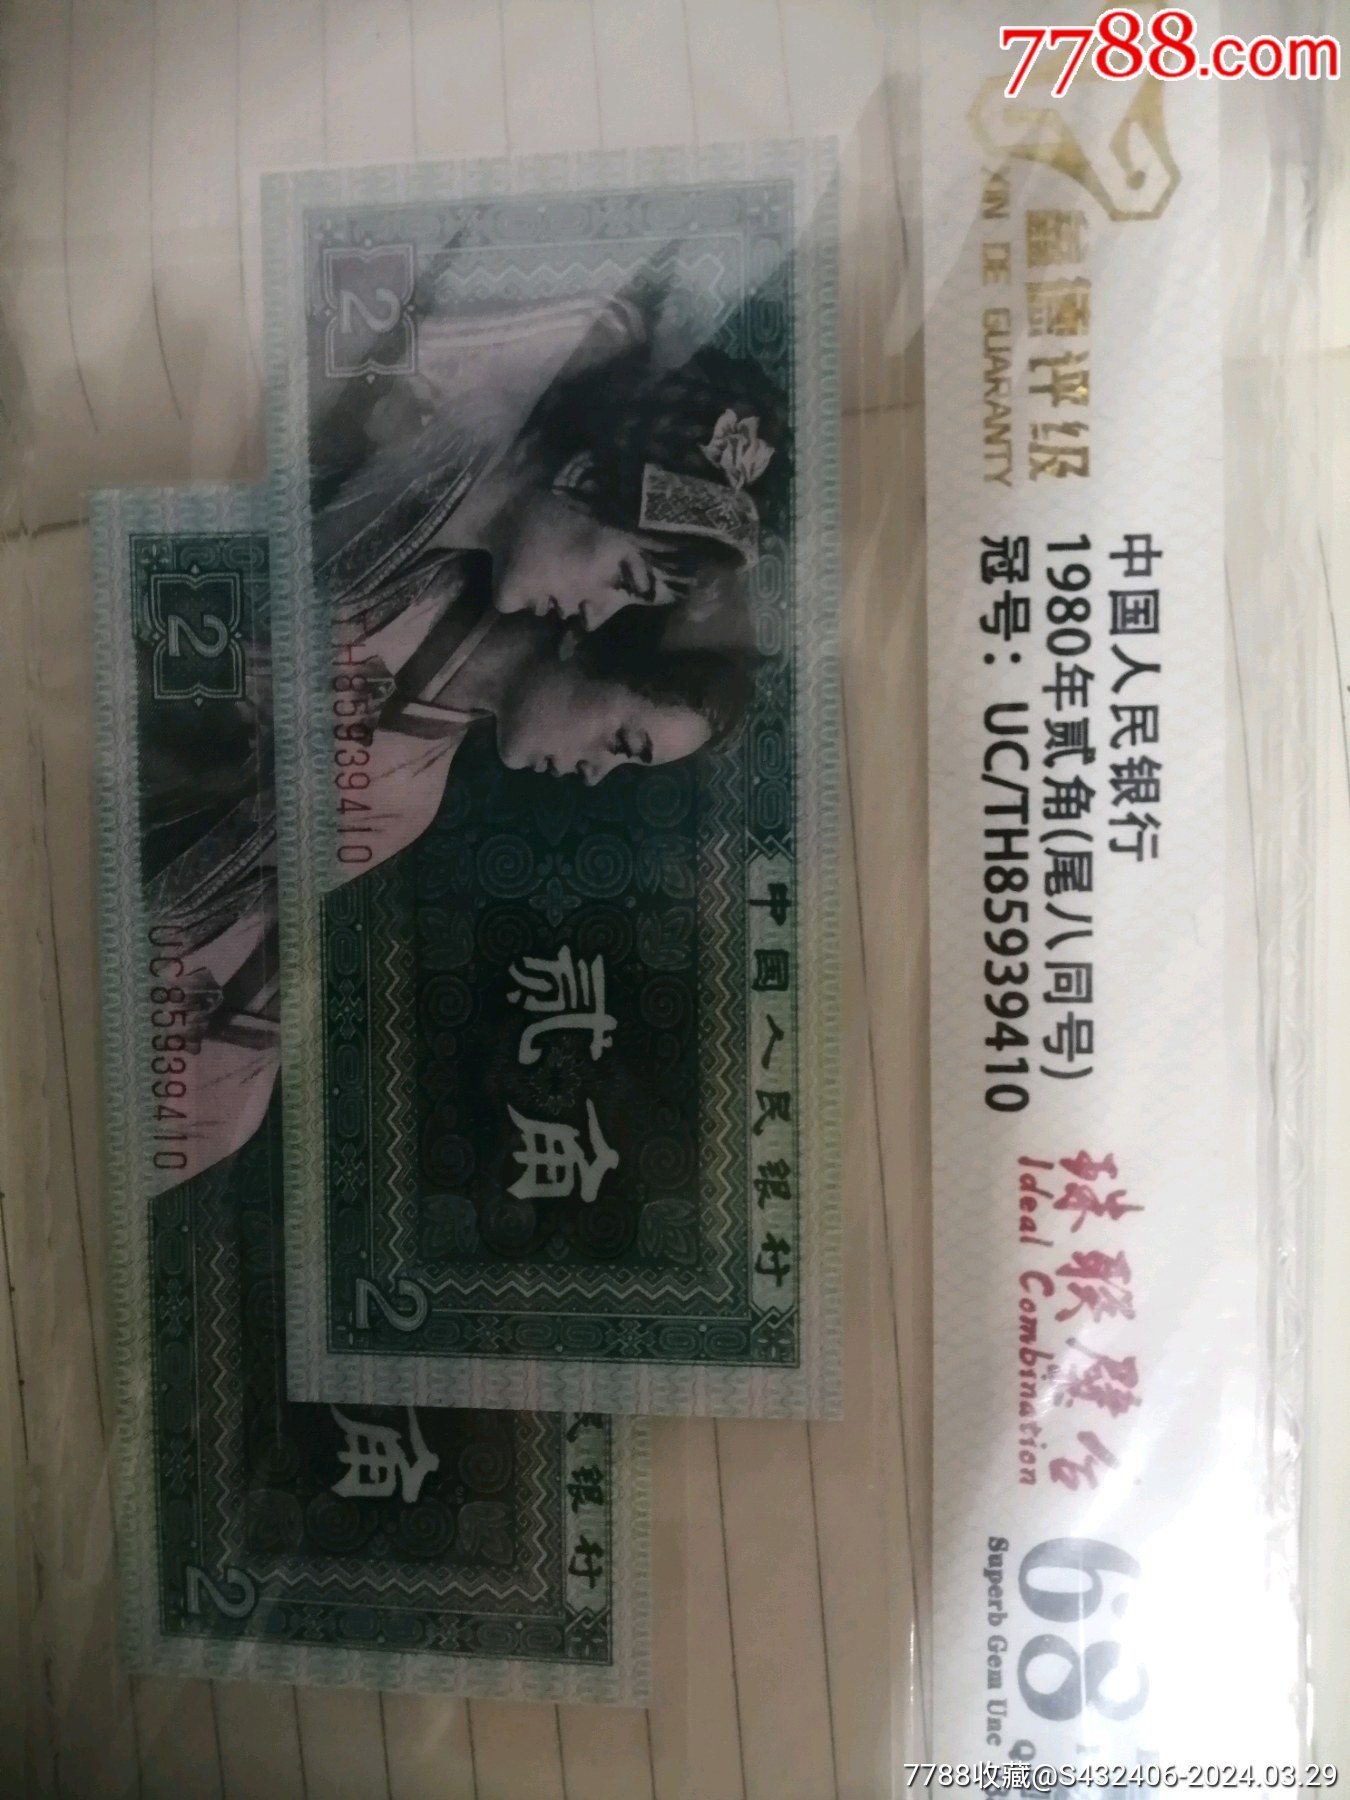 7788.com
鑫德评级
XIN DE GUARANTY
中国人民银行
1980年贰角(尾八同号)
冠号：UC/TH85939410
珠联璧合
Ideal Combination
68
Superb Gem Unc
中国人民银行
贰角
2
2
TH85939410
民银行
角
2
2
UC85939410
7788收藏@S432406-2024.03.29